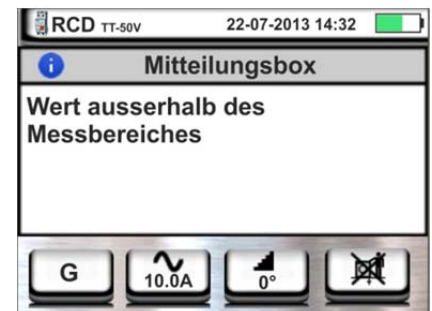 RCD TT-50V 22-07-2013 14:32
Mitteilungsbox
Wert ausserhalb des
Messbereiches
G 10.0A 0°